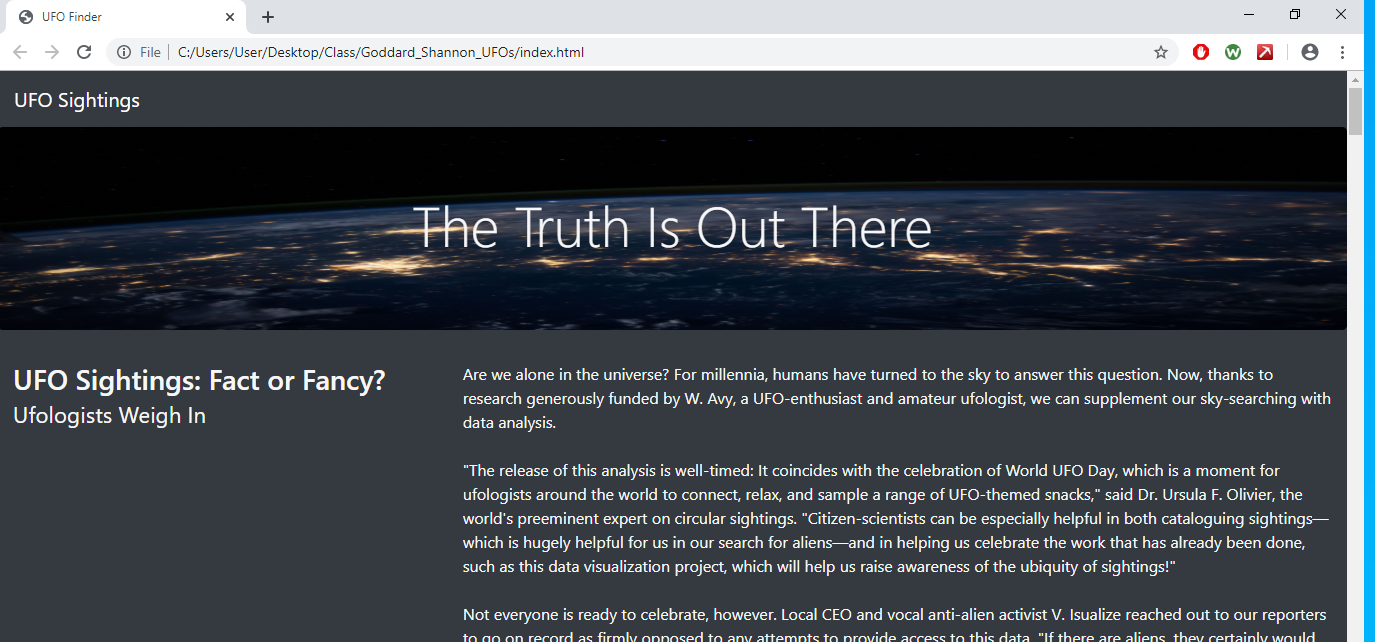 UFO Finder
File
C:/Users/User/Desktop/Class/Goddard_Shannon_UFOs/index.html
UFO Sightings
The Truth Is Out There
UFO Sightings: Fact or Fancy?
Ufologists Weigh In
Are we alone in the universe? For millennia, humans have turned to the sky to answer this question. Now, thanks to
research generously funded by W. Avy, a UFO-enthusiast and amateur ufologist, we can supplement our sky-searching with
data analysis.
"The release of this analysis is well-timed: It coincides with the celebration of World UFO Day, which is a moment for
ufologists around the world to connect, relax, and sample a range of UFO-themed snacks," said Dr. Ursula F. Olivier, the
world's preeminent expert on circular sightings. "Citizen-scientists can be especially helpful in both cataloguing sightings—
which is hugely helpful for us in our search for aliens—and in helping us celebrate the work that has already been done,
such as this data visualization project, which will help us raise awareness of the ubiquity of sightings!"
Not everyone is ready to celebrate, however. Local CEO and vocal anti-alien activist V. Isualize reached out to our reporters
to go on record as firmly opposed to any attempts to provide access to this data. "If there are aliens, they certainly would